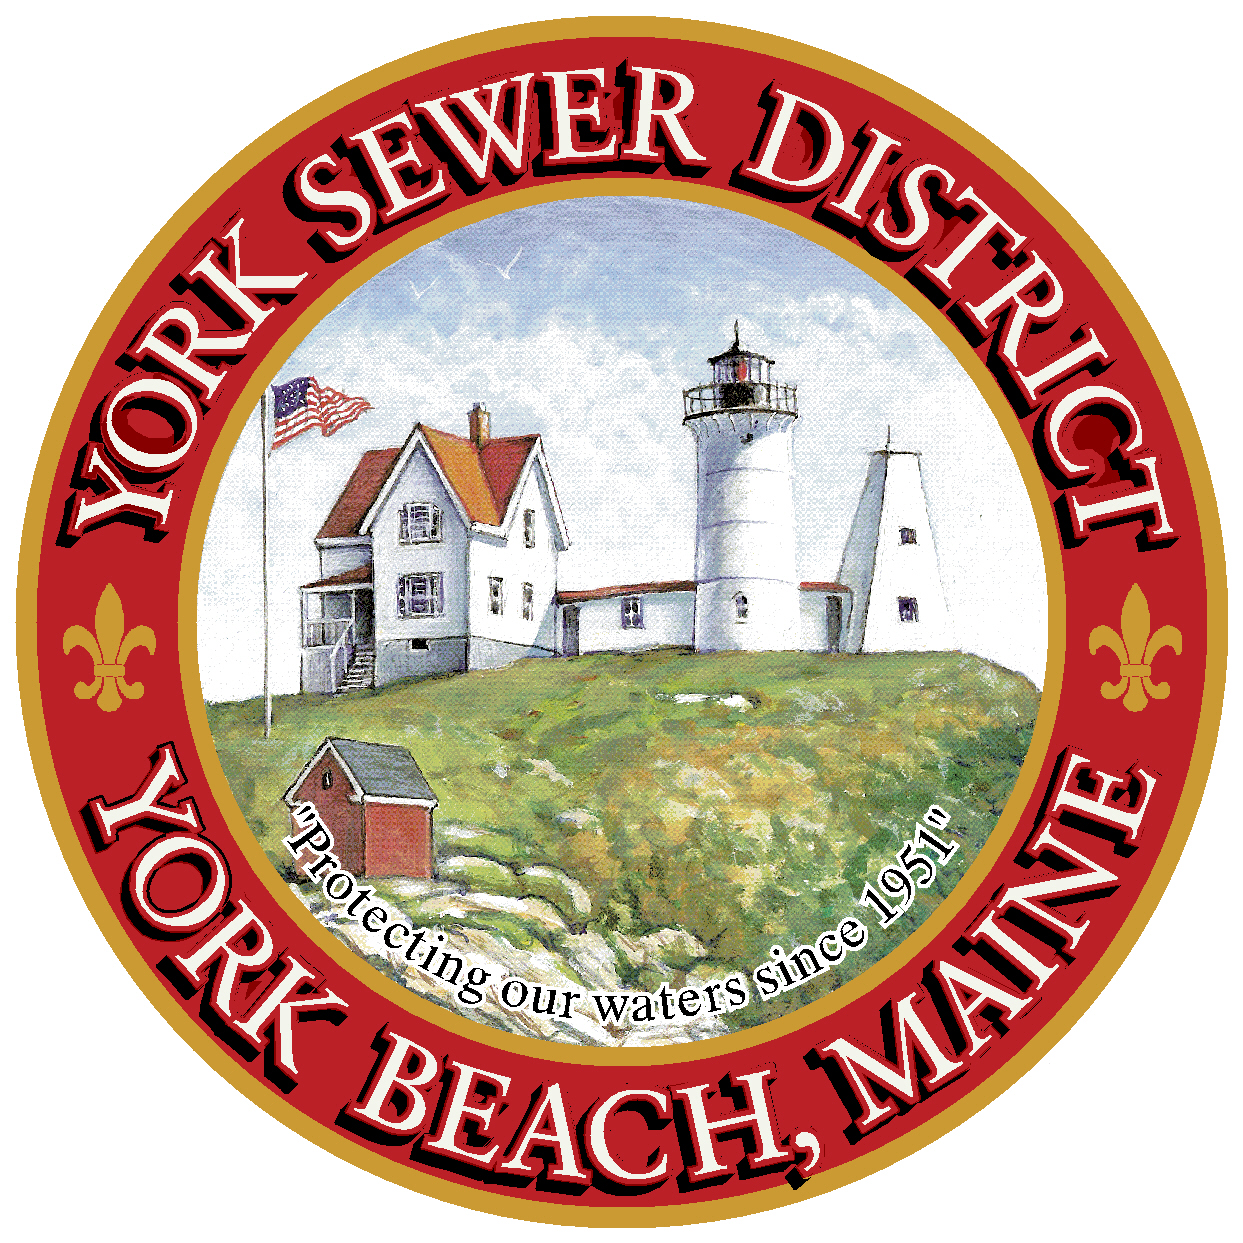 YORK SEWER DISTRICT
"Protecting our waters since 1951"
YORK BEACH, MAINE